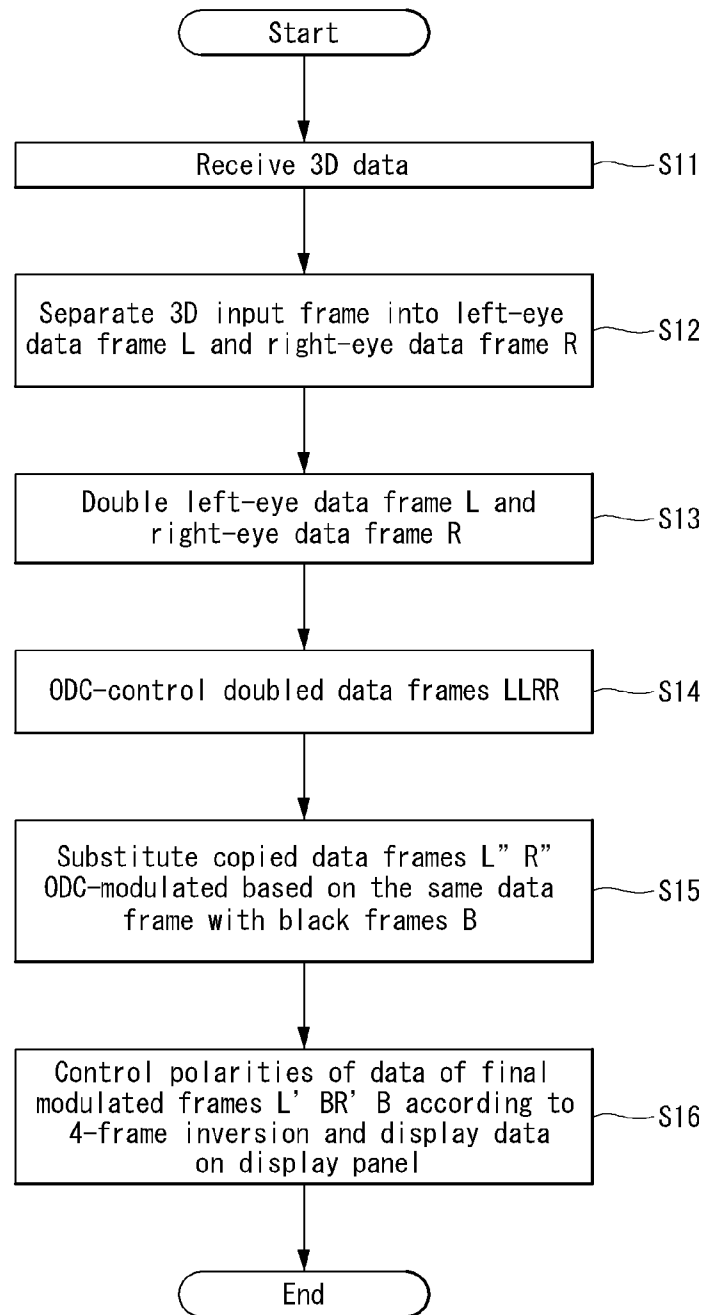 Start
Receive 3D data
S11
Separate 3D input frame into left-eye
data frame L and right-eye data frame R
S12
Double left-eye data frame L and
right-eye data frame R
S13
ODC-control doubled data frames LLRR
S14
Substitute copied data frames L” R”
ODC-modulated based on the same data
frame with black frames B
S15
Control polarities of data of final
modulated frames L’ BR’ B according to
4-frame inversion and display data
on display panel
S16
End